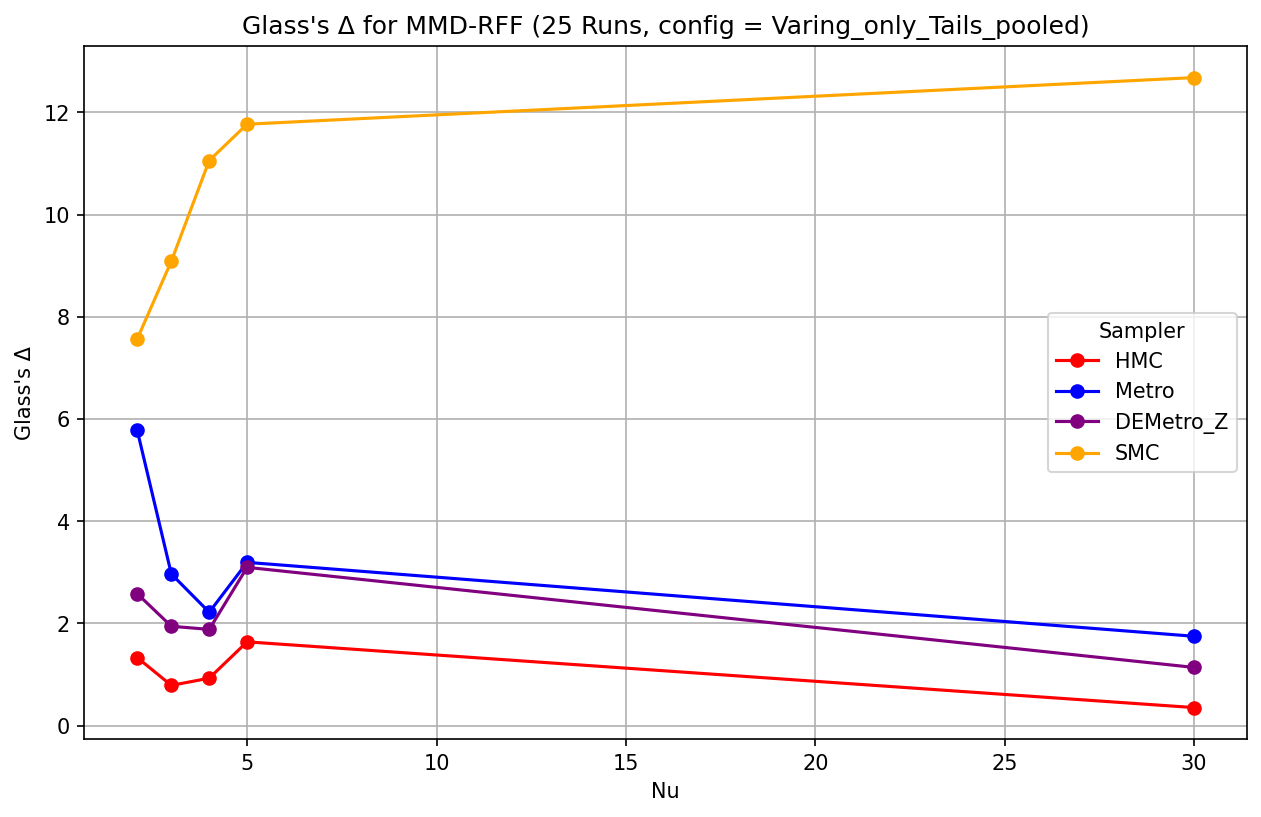 Glass's Δ for MMD-RFF (25 Runs, config = Varing_only_Tails_pooled)
Glass's Δ
12
10
8
6
4
2
0
Sampler
HMC
Metro
DEMetro_Z
SMC
5 10 15 20 25 30
Nu